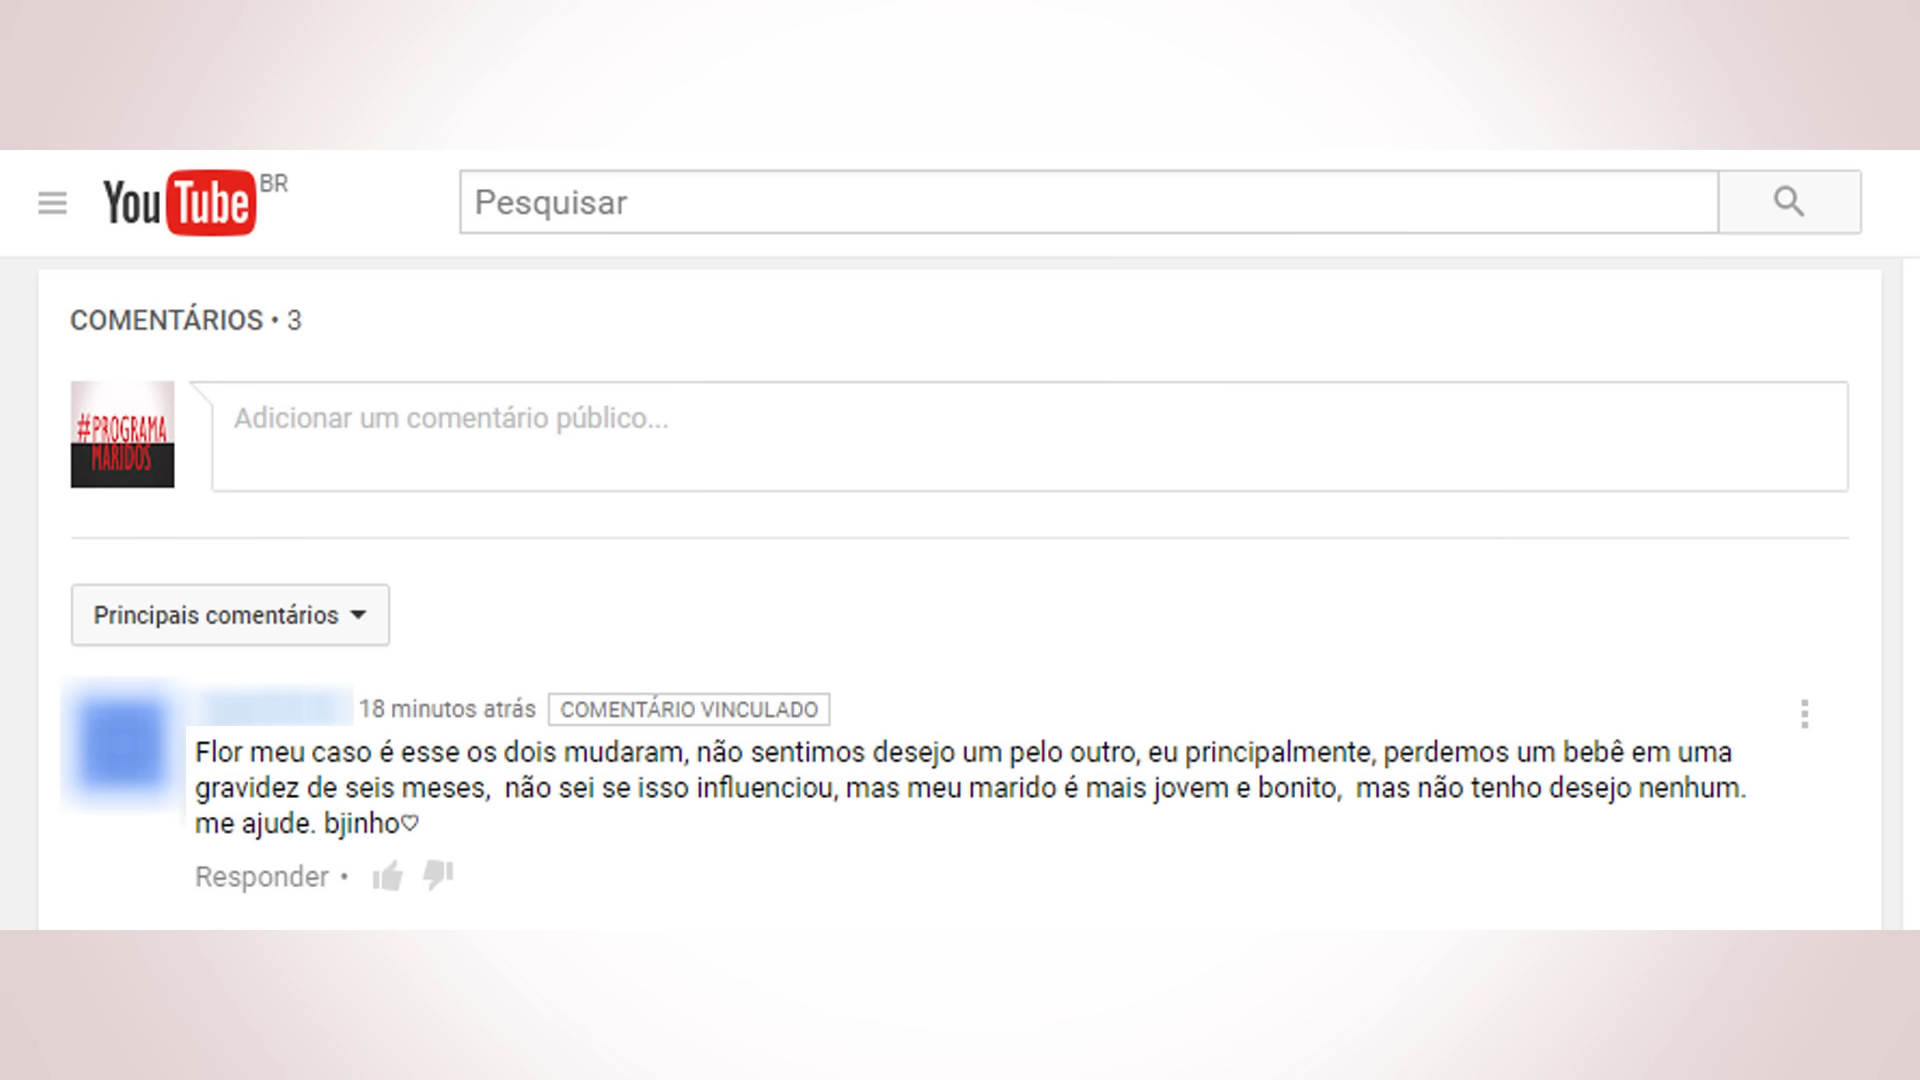 YouTube BR
Pesquisar
COMENTÁRIOS • 3
#PROGRAMA
MARIDOS
Adicionar um comentário público...
Principais comentários
18 minutos atrás COMENTÁRIO VINCULADO
Flor meu caso é esse os dois mudaram, não sentimos desejo um pelo outro, eu principalmente, perdemos um bebê em uma
gravidez de seis meses,  não sei se isso influenciou, mas meu marido é mais jovem e bonito,  mas não tenho desejo nenhum.
me ajude. bjinho♡
Responder •